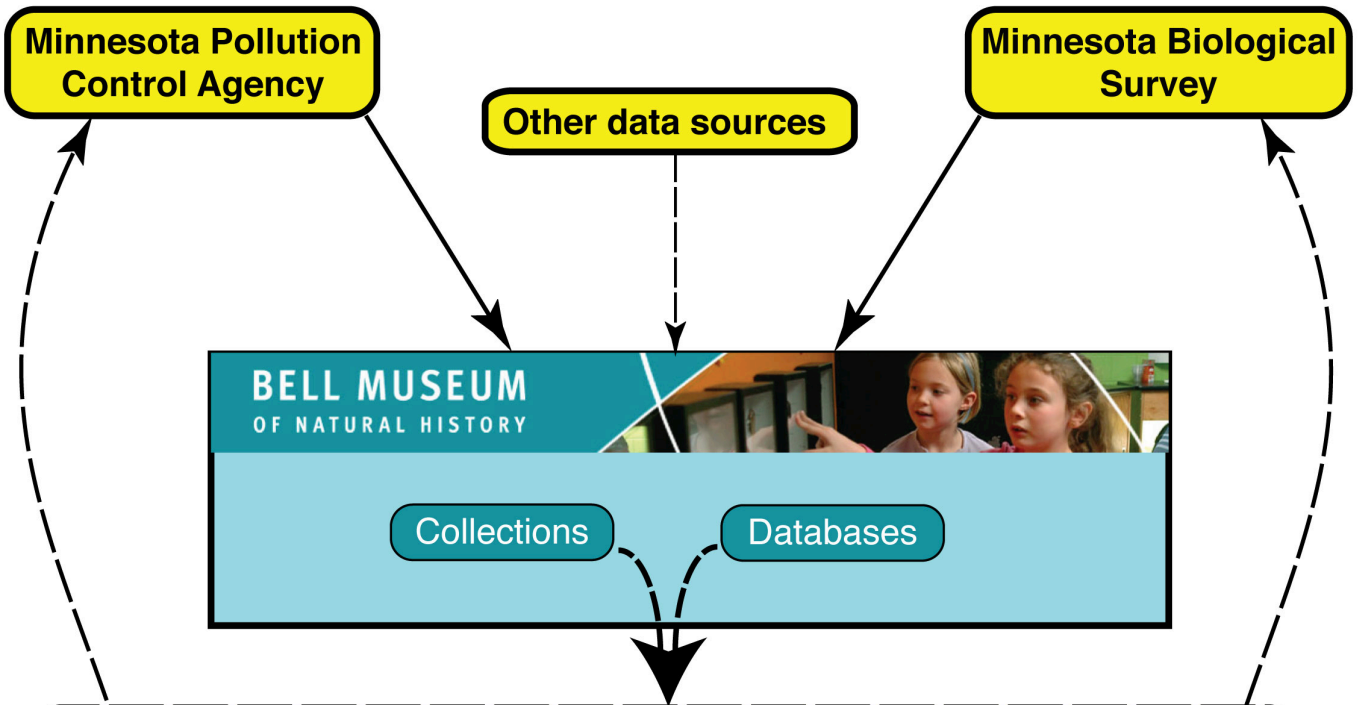 Minnesota Pollution
Control Agency
Other data sources
Minnesota Biological
Survey
BELL MUSEUM
OF NATURAL HISTORY
Collections
Databases